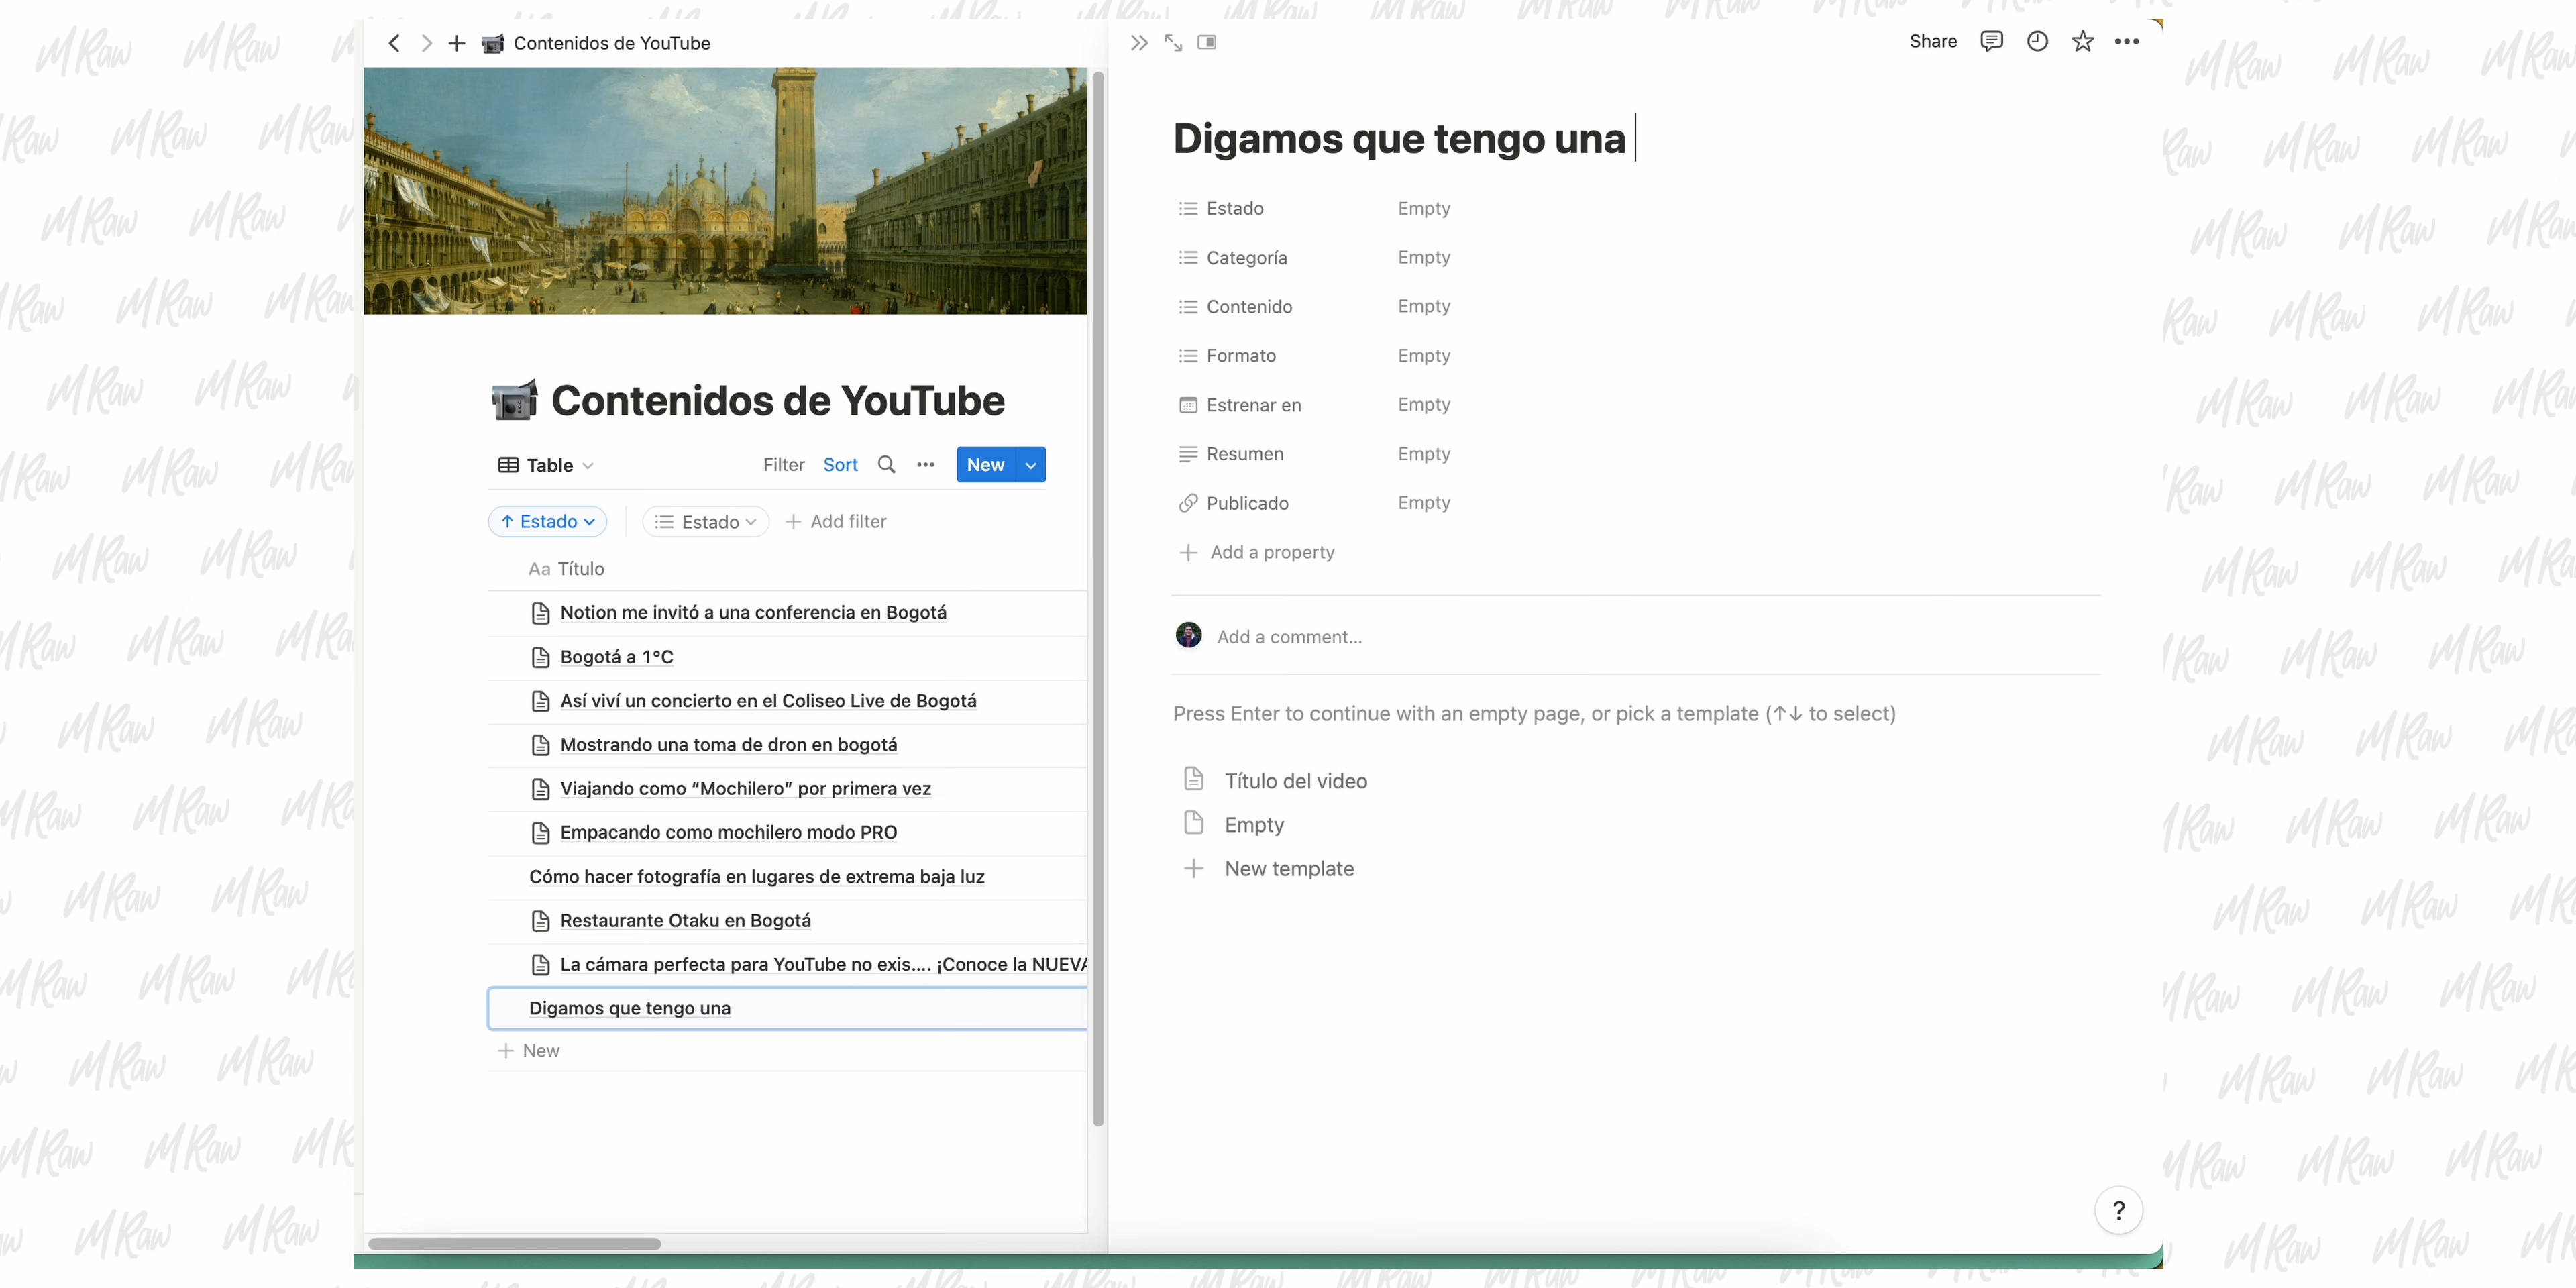 Contenidos de YouTube
Contenidos de YouTube
Table
Filter
Sort
New
Estado
Estado
Add filter
Aa Título
Notion me invitó a una conferencia en Bogotá
Bogotá a 1°C
Así viví un concierto en el Coliseo Live de Bogotá
Mostrando una toma de dron en bogotá
Viajando como “Mochilero” por primera vez
Empacando como mochilero modo PRO
Cómo hacer fotografía en lugares de extrema baja luz
Restaurante Otaku en Bogotá
La cámara perfecta para YouTube no exis.... ¡Conoce la NUEVA
Digamos que tengo una
New
Share
Digamos que tengo una
Estado Empty
Categoría Empty
Contenido Empty
Formato Empty
Estrenar en Empty
Resumen Empty
Publicado Empty
Add a property
Add a comment...
Press Enter to continue with an empty page, or pick a template (↑↓ to select)
Título del video
Empty
New template
?
MRaw